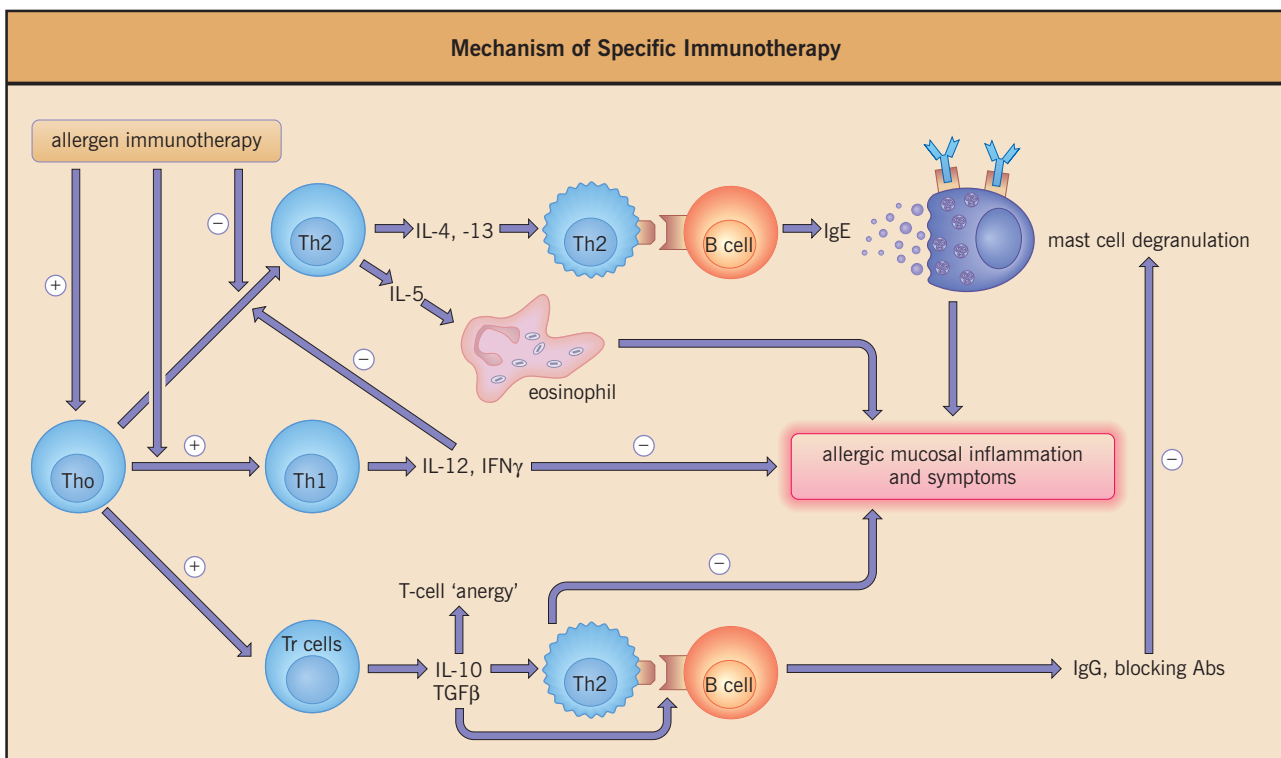 Mechanism of Specific Immunotherapy
allergen immunotherapy
−
+
Th2
IL-4, -13
Th2
B cell
IgE
mast cell degranulation
IL-5
eosinophil
−
Tho
+
Th1
IL-12, IFNγ
−
allergic mucosal inflammation
and symptoms
−
+
−
T-cell ‘anergy’
Tr cells
IL-10
TGFβ
Th2
B cell
IgG, blocking Abs